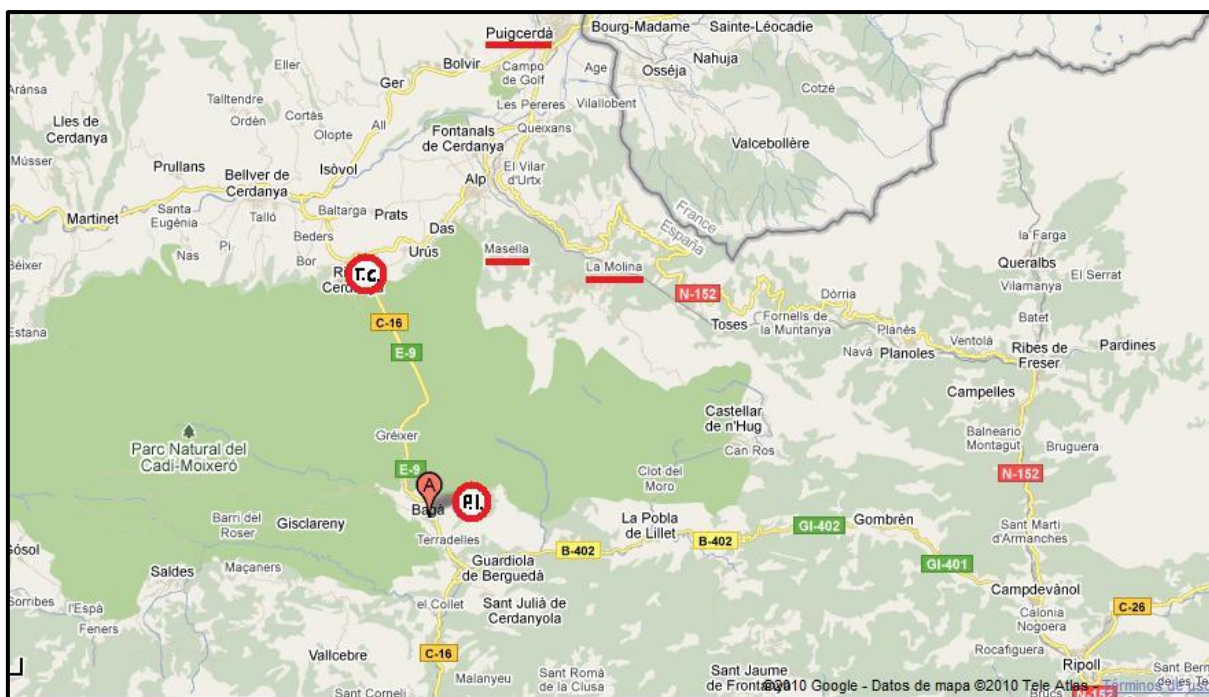 Puigcerdà
Bourg-Madame
Sainte-Léocadie
Eller
Bolvir
Campo
de Golf
Age
Osséja
Nahuja
Cotzé
Ger
Talltendre
Ordèn
Cortàs
Les Pereres
Vilallobent
Lles de
Cerdanya
Olopte
All
Fontanals
de Cerdanya
Queixans
Músser
Prullans
Isòvol
El Vilar
d'Urtx
Valcebollère
Bellver de
Cerdanya
Alp
Martinet
Santa
Eugènia
Talló
Baltarga
Prats
France
España
Das
Beders
Pi
Nas
Bor
Urús
Masella
La Molina
la Farga
Béixer
T.C.
Queralbs
Vilamanya
El Serrat
N-152
Dòrria
Batet
Estana
C-16
Toses
Fornells de
la Muntanya
Planès
Ventolà
Navà
Planoles
Ribes de
Freser
Pardines
E-9
Campelles
Castellar
de n'Hug
Can Ros
Grèixer
Parc Natural del
Cadí-Moixeró
Balneario
Montagut
Bruguera
E-9
Clot del
Moro
N-152
A
P.I.
Bagà
Barri del
Roser
Gisclareny
Terradelles
La Pobla
de Lillet
GI-402
Gombrèn
Sant Martí
d'Armanches
B-402
B-402
Saldes
Maçaners
Guardiola
de Berguedà
GI-401
Campdevànol
Sorribes
l'Espà
Feners
el Collet
Sant Julià de
Cerdanyola
Calonia
Nogoera
C-26
Vallcebre
C-16
Malanyeu
Rocafiguera
Ripoll
Sant Corneli
Sant Romà
de la Clusa
Sant Jaume
de Frontanyà
©2010 Google - Datos de mapa ©2010 Tele Atlas - Términos de uso